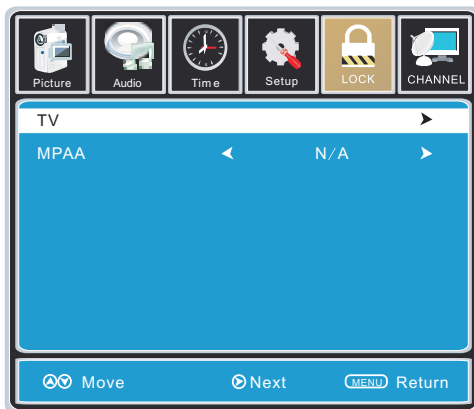 Picture Audio Time Setup LOCK CHANNEL
TV
MPAA N/A
Move Next MENU Return